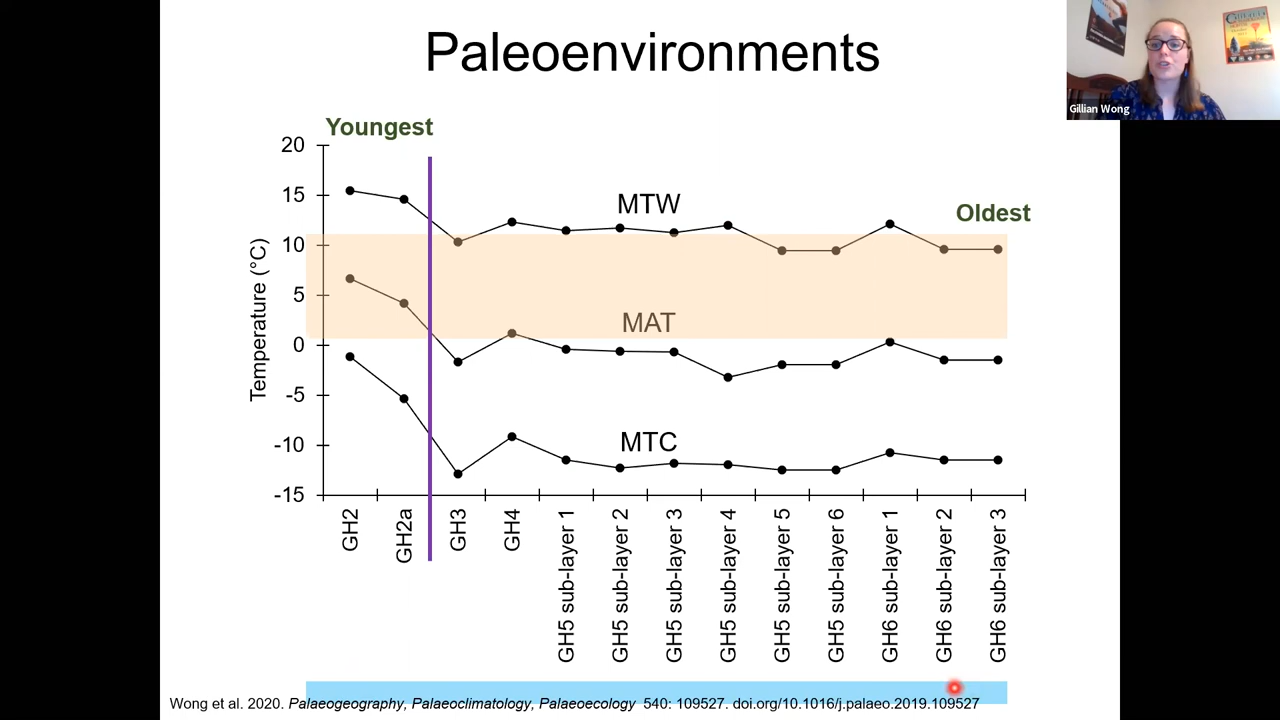 Paleoenvironments
Gillian Wong
Youngest
Oldest
Temperature (°C)
20
15
10
5
0
-5
-10
-15
MTW
MAT
MTC
GH2
GH2a
GH3
GH4
GH5 sub-layer 1
GH5 sub-layer 2
GH5 sub-layer 3
GH5 sub-layer 4
GH5 sub-layer 5
GH5 sub-layer 6
GH6 sub-layer 1
GH6 sub-layer 2
GH6 sub-layer 3
Wong et al. 2020. Palaeogeography, Palaeoclimatology, Palaeoecology 540: 109527. doi.org/10.1016/j.palaeo.2019.109527